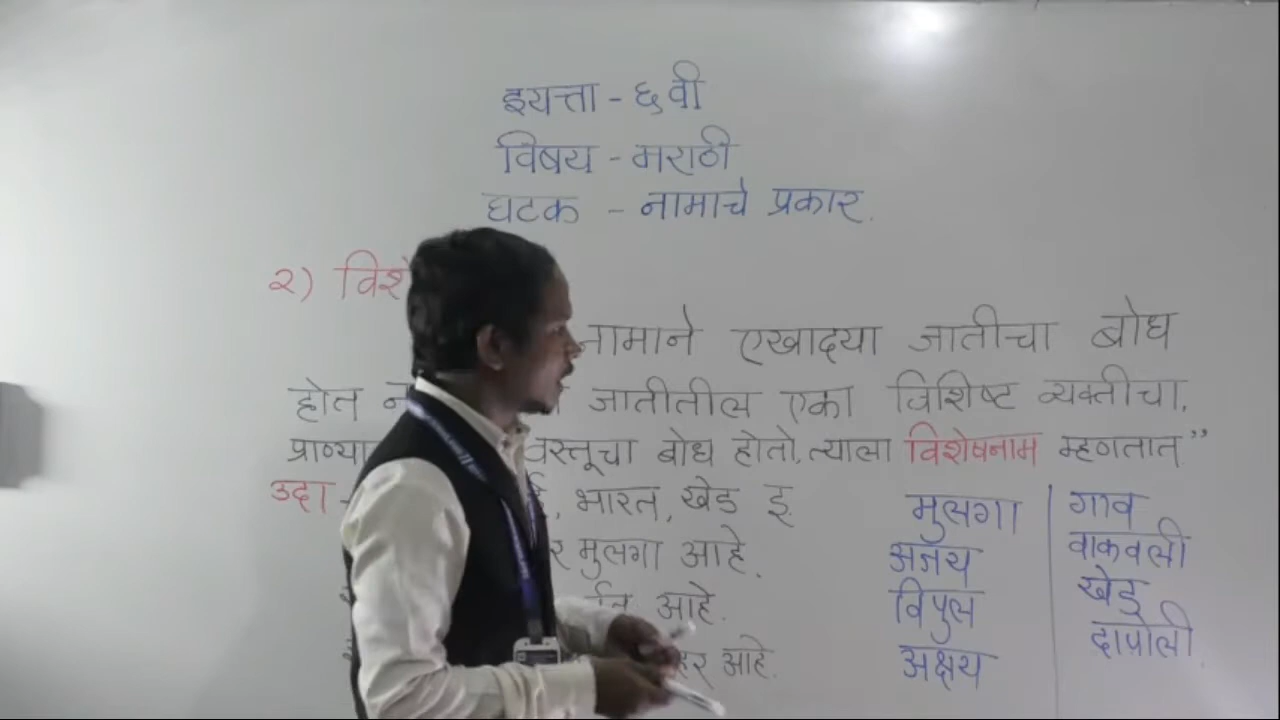 इयत्ता - ६वी
विषय - मराठी
घटक - नामाचे प्रकार.
२)
नामाने एखादया जातीचा बोध
होत जातीतील एका विशिष्ट व्यक्तीचा,
वस्तूचा बोध होतो, त्याला विशेषनाम म्हणतात”
उदा - भारत, खेड इ.
मुलगा आहे.
आहे.
आहे.
मुलगा
अजय
विपुल
अक्षय
गाव
वाकवली
खेड
दापोली.